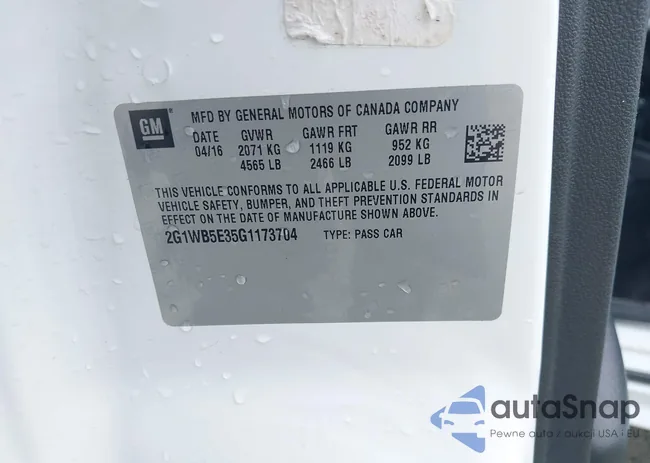 GM
MFD BY GENERAL MOTORS OF CANADA COMPANY
DATE GVWR GAWR FRT GAWR RR
04/16 2071 KG 1119 KG 952 KG
4565 LB 2466 LB 2099 LB
THIS VEHICLE CONFORMS TO ALL APPLICABLE U.S. FEDERAL MOTOR
VEHICLE SAFETY, BUMPER, AND THEFT PREVENTION STANDARDS IN
EFFECT ON THE DATE OF MANUFACTURE SHOWN ABOVE.
2G1WB5E35G1173704 TYPE: PASS CAR
autaSnap
Pewne auta z aukcji USA - EU